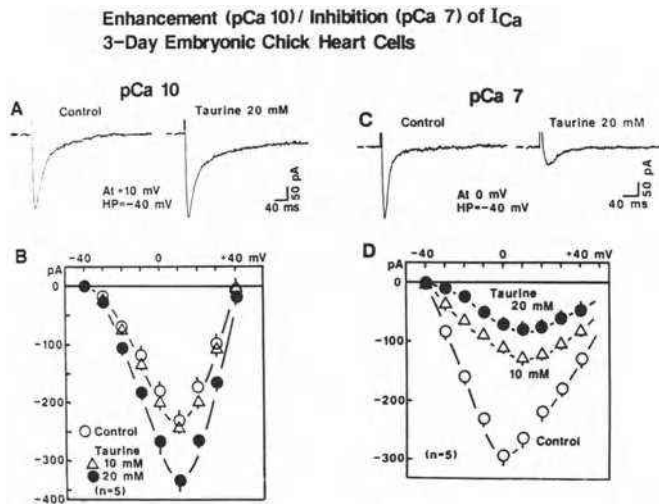 Enhancement (pCa 10)/ Inhibition (pCa 7) of ICa
3-Day Embryonic Chick Heart Cells
pCa 10
A
Control
Taurine 20 mM
At +10 mV
HP=-40 mV
50 pA
40 ms
pCa 7
C
Control
Taurine 20 mM
At 0 mV
HP=-40 mV
50 pA
40 ms
B
pA
-40
0
+40 mV
0
-100
-200
-300
-400
Control
Taurine
10 mM
20 mM
(n=5)
D
pA
-40
0
+40 mV
0
-100
-200
-300
Taurine
20 mM
10 mM
Control
(n=5)